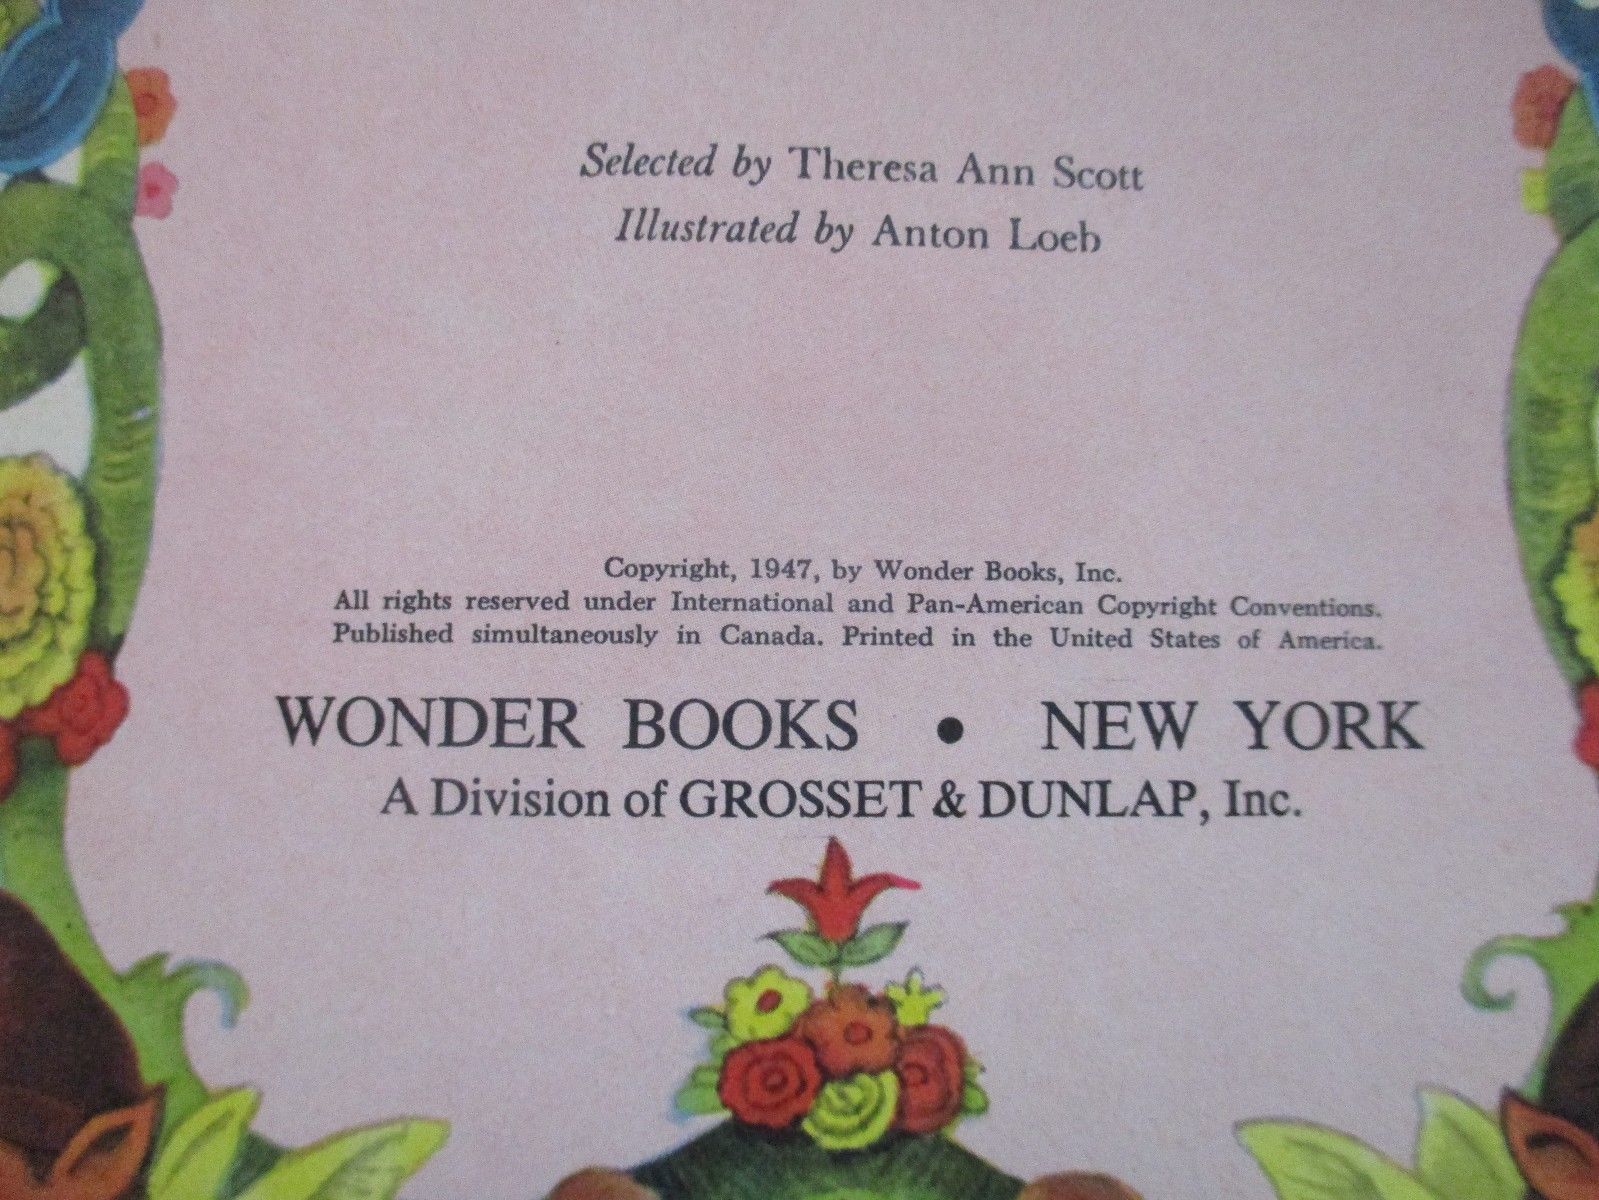 Selected by Theresa Ann Scott
Illustrated by Anton Loeb
Copyright, 1947, by Wonder Books, Inc.
All rights reserved under International and Pan-American Copyright Conventions.
Published simultaneously in Canada. Printed in the United States of America.
WONDER BOOKS • NEW YORK
A Division of GROSSET & DUNLAP, Inc.